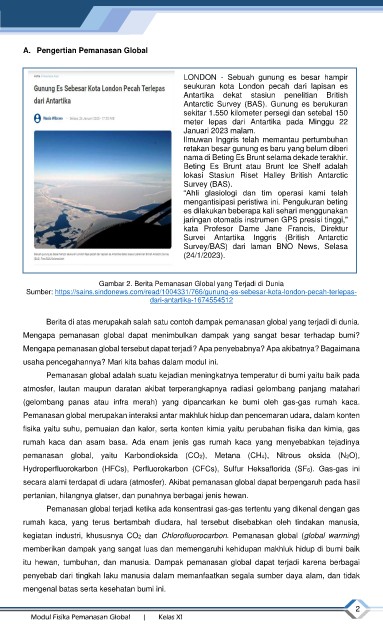 A. Pengertian Pemanasan Global
Gunung Es Sebesar Kota London Pecah Terlepas
dari Antartika
LONDON - Sebuah gunung es besar hampir
seukuran kota London pecah dari lapisan es
Antartika dekat stasiun penelitian British
Antarctic Survey (BAS). Gunung es berukuran
sekitar 1.550 kilometer persegi dan setebal 150
meter lepas dari Antartika pada Minggu 22
Januari 2023 malam.
Ilmuwan Inggris telah memantau pertumbuhan
retakan besar gunung es baru yang belum diberi
nama di Beting Es Brunt selama dekade terakhir.
Beting Es Brunt atau Brunt Ice Shelf adalah
lokasi Stasiun Riset Halley British Antarctic
Survey (BAS).
"Ahli glasiologi dan tim operasi kami telah
mengantisipasi peristiwa ini. Pengukuran beting
es dilakukan beberapa kali sehari menggunakan
jaringan otomatis instrumen GPS presisi tinggi,"
kata Profesor Dame Jane Francis, Direktur
Survei Antartika Inggris (British Antarctic
Survey/BAS) dari laman BNO News, Selasa
(24/1/2023).
Gambar 2. Berita Pemanasan Global yang Terjadi di Dunia
Sumber: https://sains.sindonews.com/read/1004331/766/gunung-es-sebesar-kota-london-pecah-terlepas-
dari-antartika-1674554512
Berita di atas merupakah salah satu contoh dampak pemanasan global yang terjadi di dunia.
Mengapa pemanasan global dapat menimbulkan dampak yang sangat besar terhadap bumi?
Mengapa pemanasan global tersebut dapat terjadi? Apa penyebabnya? Apa akibatnya? Bagaimana
usaha pencegahannya? Mari kita bahas dalam modul ini.
Pemanasan global adalah suatu kejadian meningkatnya temperatur di bumi yaitu baik pada
atmosfer, lautan maupun daratan akibat terperangkapnya radiasi gelombang panjang matahari
(gelombang panas atau infra merah) yang dipancarkan ke bumi oleh gas-gas rumah kaca.
Pemanasan global merupakan interaksi antar makhluk hidup dan pencemaran udara, dalam konten
fisika yaitu suhu, pemuaian dan kalor, serta konten kimia yaitu perubahan fisika dan kimia, gas
rumah kaca dan asam basa. Ada enam jenis gas rumah kaca yang menyebabkan tejadinya
pemanasan global, yaitu Karbondioksida (CO₂), Metana (CH₄), Nitrous oksida (N₂O),
Hydroperfluorokarbon (HFCs), Perfluorokarbon (CFCs), Sulfur Heksaflorida (SF₆). Gas-gas ini
secara alami terdapat di udara (atmosfer). Akibat pemanasan global dapat berpengaruh pada hasil
pertanian, hilangnya glatser, dan punahnya berbagai jenis hewan.
Pemanasan global terjadi ketika ada konsentrasi gas-gas tertentu yang dikenal dengan gas
rumah kaca, yang terus bertambah diudara, hal tersebut disebabkan oleh tindakan manusia,
kegiatan industri, khususnya CO₂ dan Chlorofluorocarbon. Pemanasan global (global warming)
memberikan dampak yang sangat luas dan memengaruhi kehidupan makhluk hidup di bumi baik
itu hewan, tumbuhan, dan manusia. Dampak pemanasan global dapat terjadi karena berbagai
penyebab dari tingkah laku manusia dalam memanfaatkan segala sumber daya alam, dan tidak
mengenal batas serta kesehatan bumi ini.
2
Modul Fisika Pemanasan Global | Kelas XI